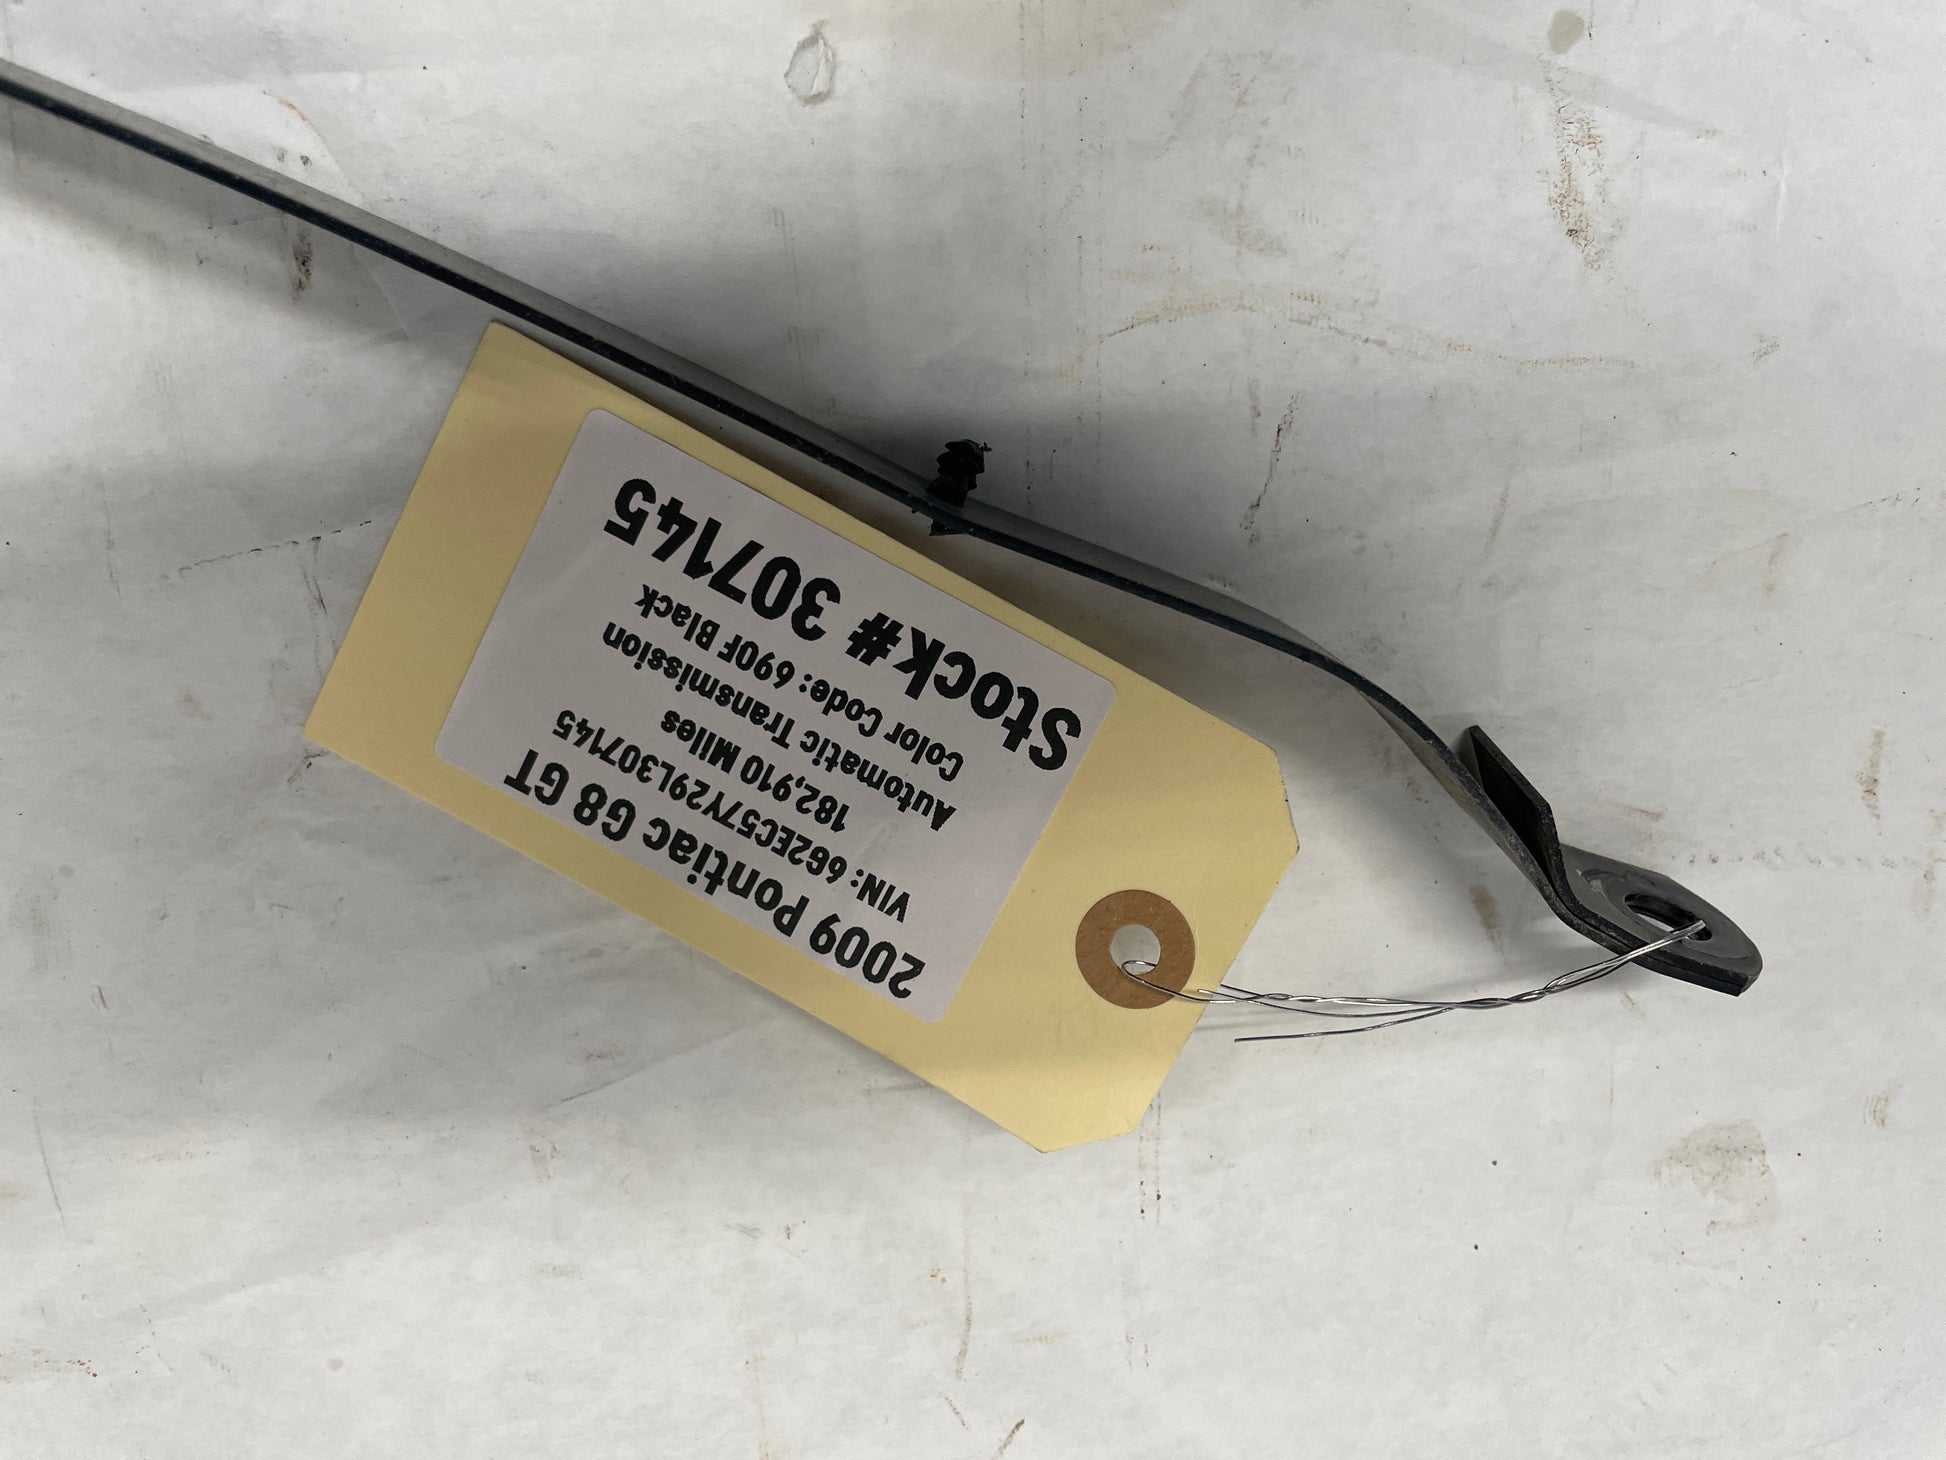 2009 Pontiac G8 GT
VIN: 6G2EC57Y29L307145
182,910 Miles
Automatic Transmission
Color Code: 690F Black
Stock# 307145